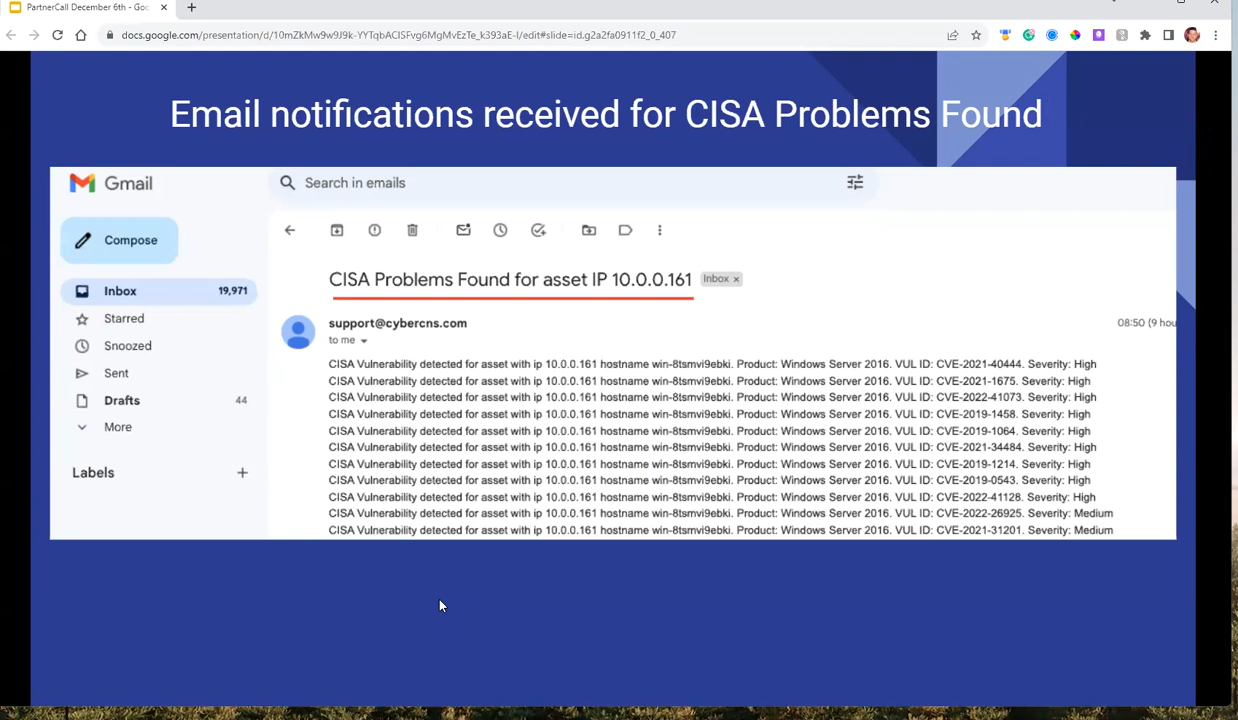 PartnerCall December 6th - Goo
docs.google.com/presentation/d/10mZkMw9w9J9k-YYTqbACISFvg6MgMvEzTe_k393aE-I/edit#slide=id.g2a2fa0911f2_0_407
Email notifications received for CISA Problems Found
Gmail
Search in emails
Compose
CISA Problems Found for asset IP 10.0.0.161 Inbox
Inbox 19,971
Starred
Snoozed
Sent
Drafts 44
More
Labels
support@cybercns.com 08:50 (9 hou
to me
CISA Vulnerability detected for asset with ip 10.0.0.161 hostname win-8tsmvi9ebki. Product: Windows Server 2016. VUL ID: CVE-2021-40444. Severity: High
CISA Vulnerability detected for asset with ip 10.0.0.161 hostname win-8tsmvi9ebki. Product: Windows Server 2016. VUL ID: CVE-2021-1675. Severity: High
CISA Vulnerability detected for asset with ip 10.0.0.161 hostname win-8tsmvi9ebki. Product: Windows Server 2016. VUL ID: CVE-2022-41073. Severity: High
CISA Vulnerability detected for asset with ip 10.0.0.161 hostname win-8tsmvi9ebki. Product: Windows Server 2016. VUL ID: CVE-2019-1458. Severity: High
CISA Vulnerability detected for asset with ip 10.0.0.161 hostname win-8tsmvi9ebki. Product: Windows Server 2016. VUL ID: CVE-2019-1064. Severity: High
CISA Vulnerability detected for asset with ip 10.0.0.161 hostname win-8tsmvi9ebki. Product: Windows Server 2016. VUL ID: CVE-2021-34484. Severity: High
CISA Vulnerability detected for asset with ip 10.0.0.161 hostname win-8tsmvi9ebki. Product: Windows Server 2016. VUL ID: CVE-2019-1214. Severity: High
CISA Vulnerability detected for asset with ip 10.0.0.161 hostname win-8tsmvi9ebki. Product: Windows Server 2016. VUL ID: CVE-2019-0543. Severity: High
CISA Vulnerability detected for asset with ip 10.0.0.161 hostname win-8tsmvi9ebki. Product: Windows Server 2016. VUL ID: CVE-2022-41128. Severity: High
CISA Vulnerability detected for asset with ip 10.0.0.161 hostname win-8tsmvi9ebki. Product: Windows Server 2016. VUL ID: CVE-2022-26925. Severity: Medium
CISA Vulnerability detected for asset with ip 10.0.0.161 hostname win-8tsmvi9ebki. Product: Windows Server 2016. VUL ID: CVE-2021-31201. Severity: Medium